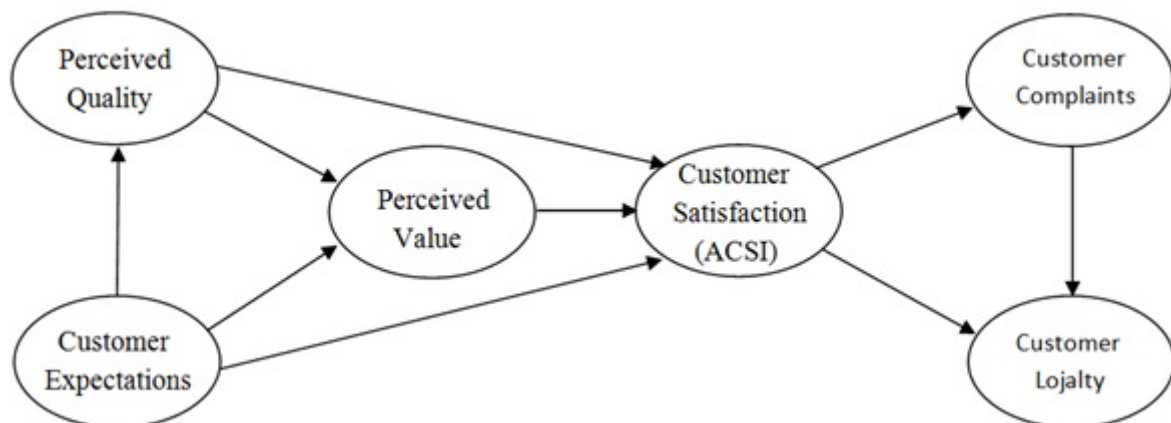 Perceived
Quality
Customer
Complaints
Perceived
Value
Customer
Satisfaction
(ACSI)
Customer
Expectations
Customer
Lojalty